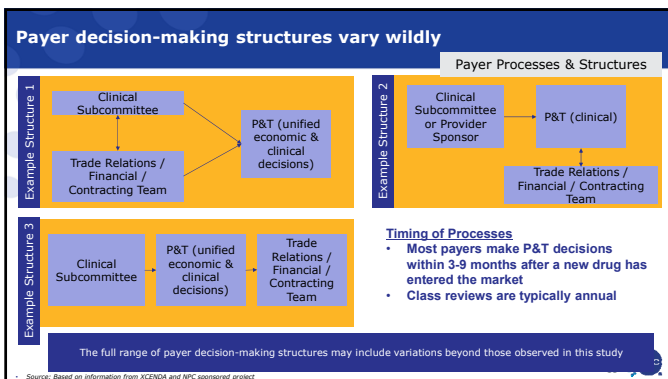 Payer decision-making structures vary wildly
Payer Processes & Structures
Example Structure 1
Clinical
Subcommittee
Trade Relations /
Financial /
Contracting Team
P&T (unified
economic &
clinical
decisions)
Example Structure 2
Clinical
Subcommittee
or Provider
Sponsor
P&T (clinical)
Trade Relations /
Financial / Contracting
Team
Example Structure 3
Clinical
Subcommittee
P&T (unified
economic &
clinical
decisions)
Trade
Relations /
Financial /
Contracting
Team
Timing of Processes
• Most payers make P&T decisions
within 3-9 months after a new drug has
entered the market
• Class reviews are typically annual
The full range of payer decision-making structures may include variations beyond those observed in this study
• Source: Based on information from XCENDA and NPC sponsored project